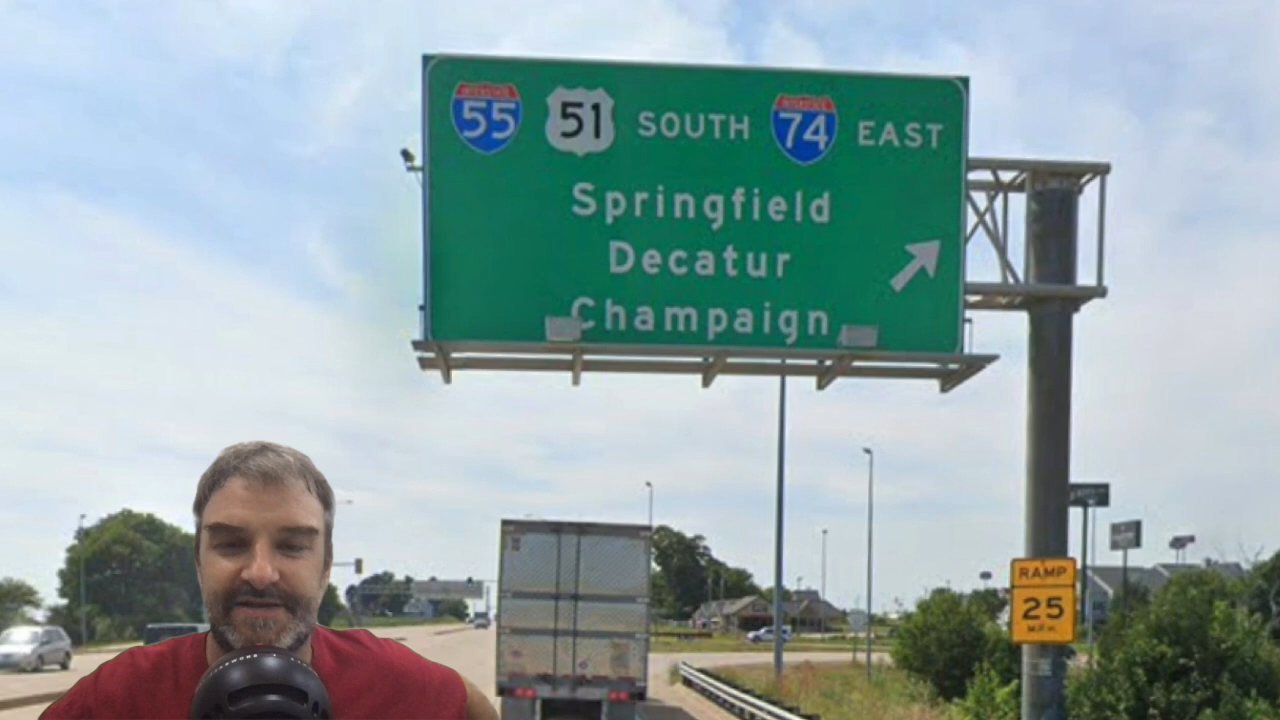 55 51 SOUTH 74 EAST
Springfield
Decatur
Champaign
RAMP
25
M.P.H.